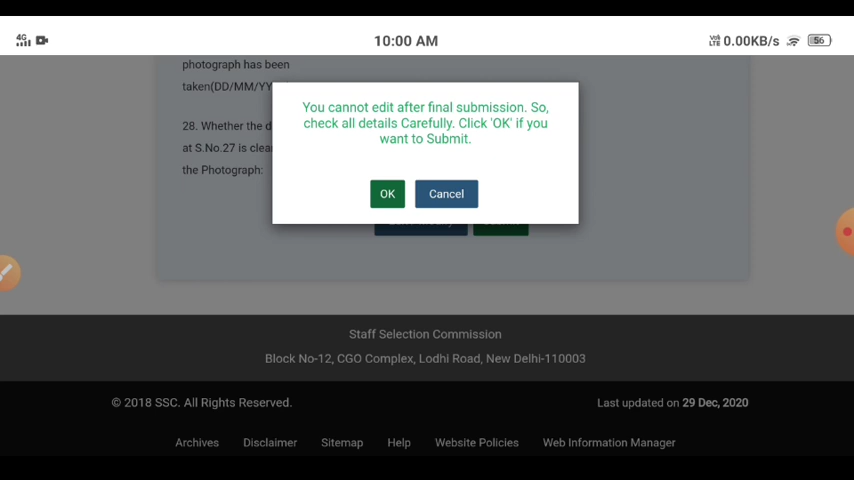 4G
10:00 AM
Vo) LTE 0.00KB/s 56
photograph has been
taken(DD/MM/YY
You cannot edit after final submission. So,
check all details Carefully. Click 'OK' if you
want to Submit.
28. Whether the d
at S.No.27 is clea
the Photograph:
OK Cancel
Staff Selection Commission
Block No-12, CGO Complex, Lodhi Road, New Delhi-110003
© 2018 SSC. All Rights Reserved.
Last updated on 29 Dec, 2020
Archives Disclaimer Sitemap Help Website Policies Web Information Manager